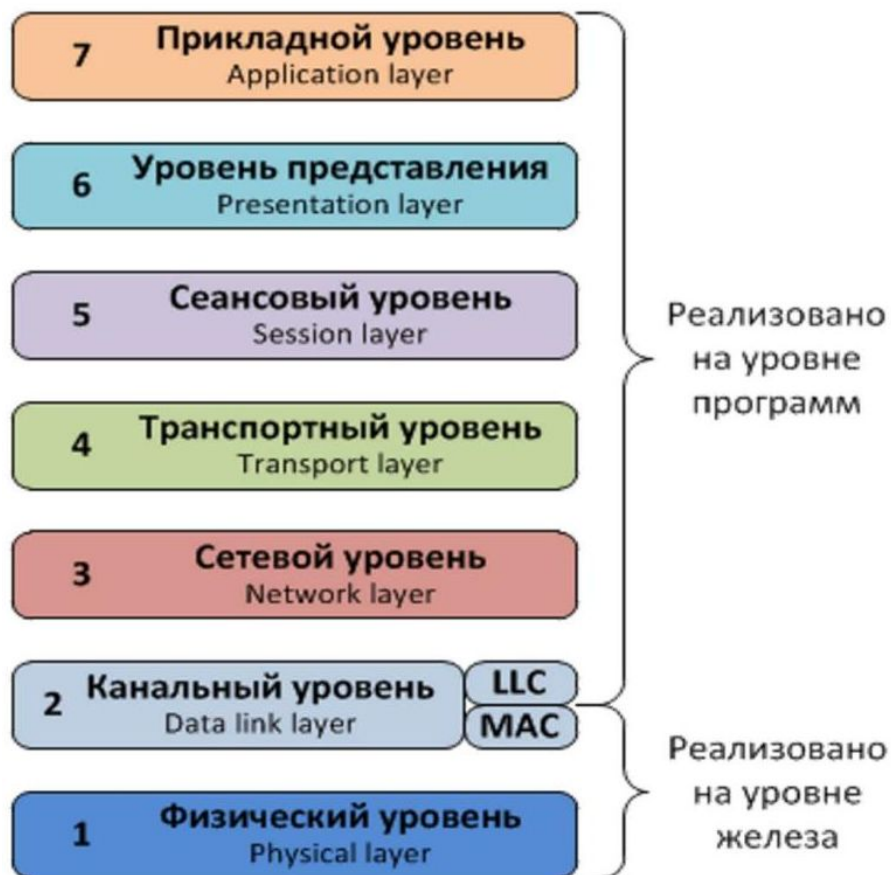 7
Прикладной уровень
Application layer
6
Уровень представления
Presentation layer
5
Сеансовый уровень
Session layer
4
Транспортный уровень
Transport layer
3
Сетевой уровень
Network layer
2
Канальный уровень
Data link layer
LLC
MAC
1
Физический уровень
Physical layer
Реализовано
на уровне
программ
Реализовано
на уровне
железа